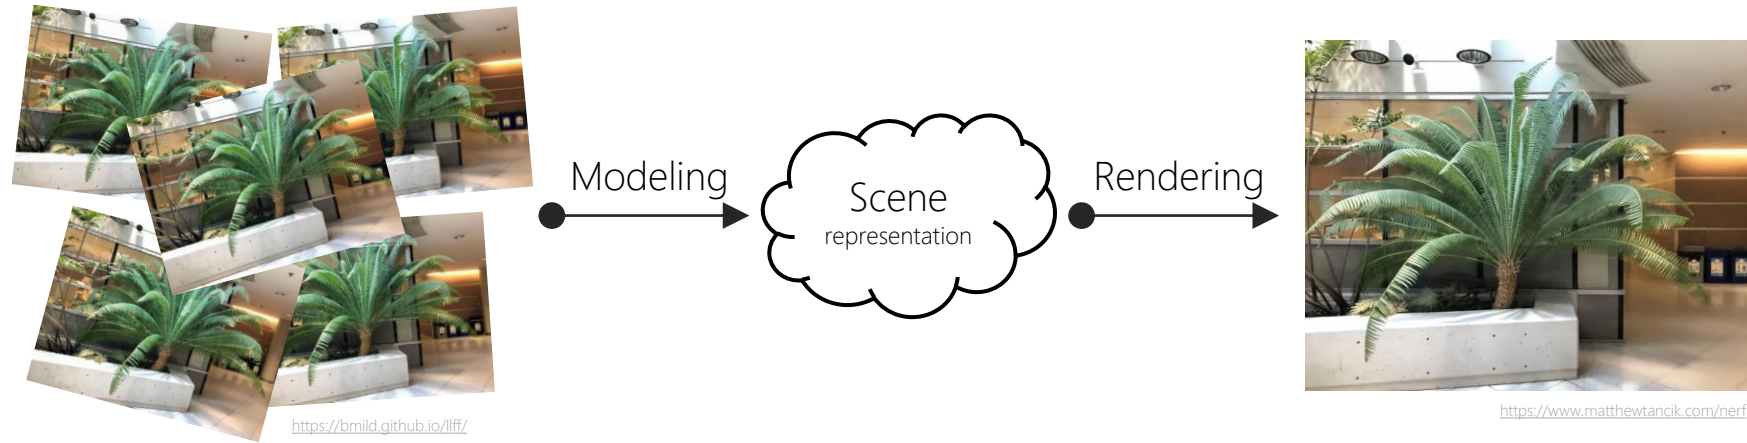 Modeling
Scene
representation
Rendering
https://bmild.github.io/llff/
https://www.matthewtancik.com/nerf